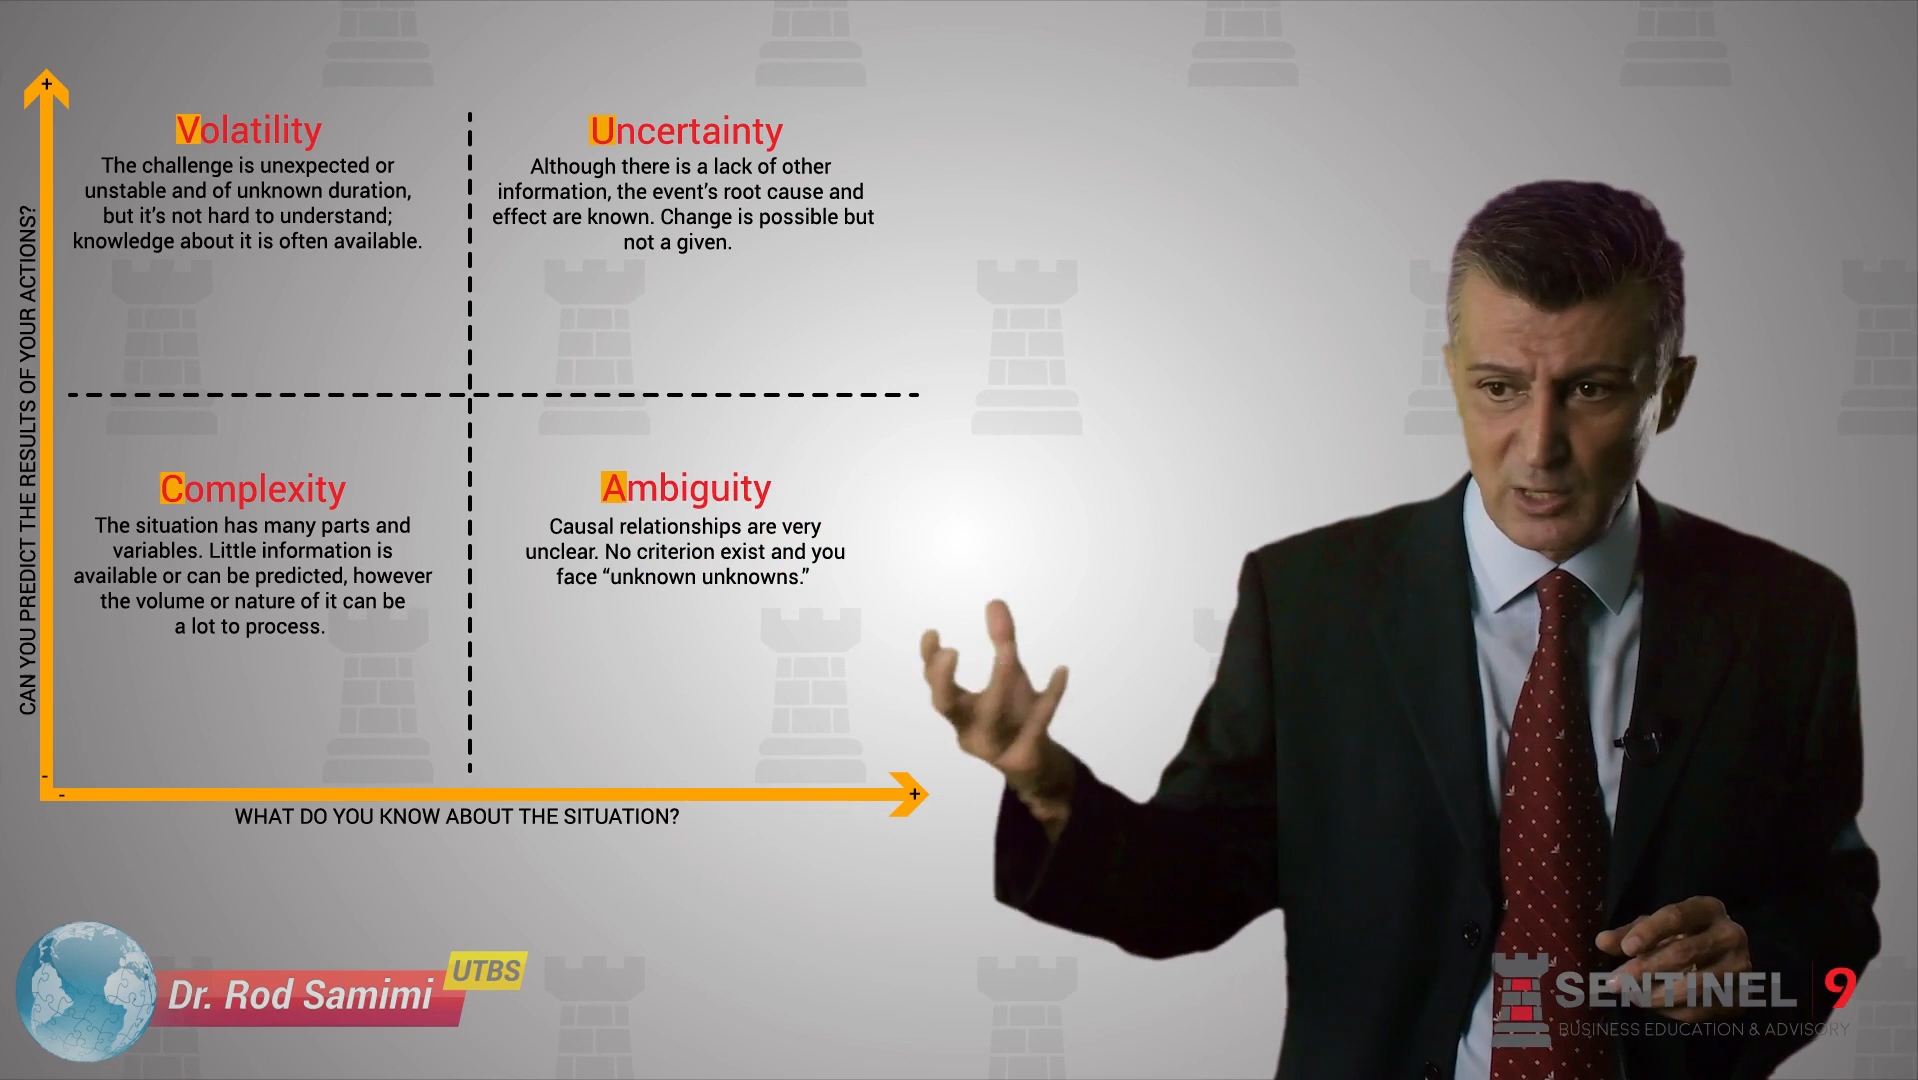 +
CAN YOU PREDICT THE RESULTS OF YOUR ACTIONS?
Volatility
The challenge is unexpected or
unstable and of unknown duration,
but it's not hard to understand;
knowledge about it is often available.
Uncertainty
Although there is a lack of other
information, the event's root cause and
effect are known. Change is possible but
not a given.
Complexity
The situation has many parts and
variables. Little information is
available or can be predicted, however
the volume or nature of it can be
a lot to process.
Ambiguity
Causal relationships are very
unclear. No criterion exist and you
face “unknown unknowns.”
-
-
+
WHAT DO YOU KNOW ABOUT THE SITUATION?
Dr. Rod Samimi
UTBS
SENTINEL 9
BUSINESS EDUCATION & ADVISORY